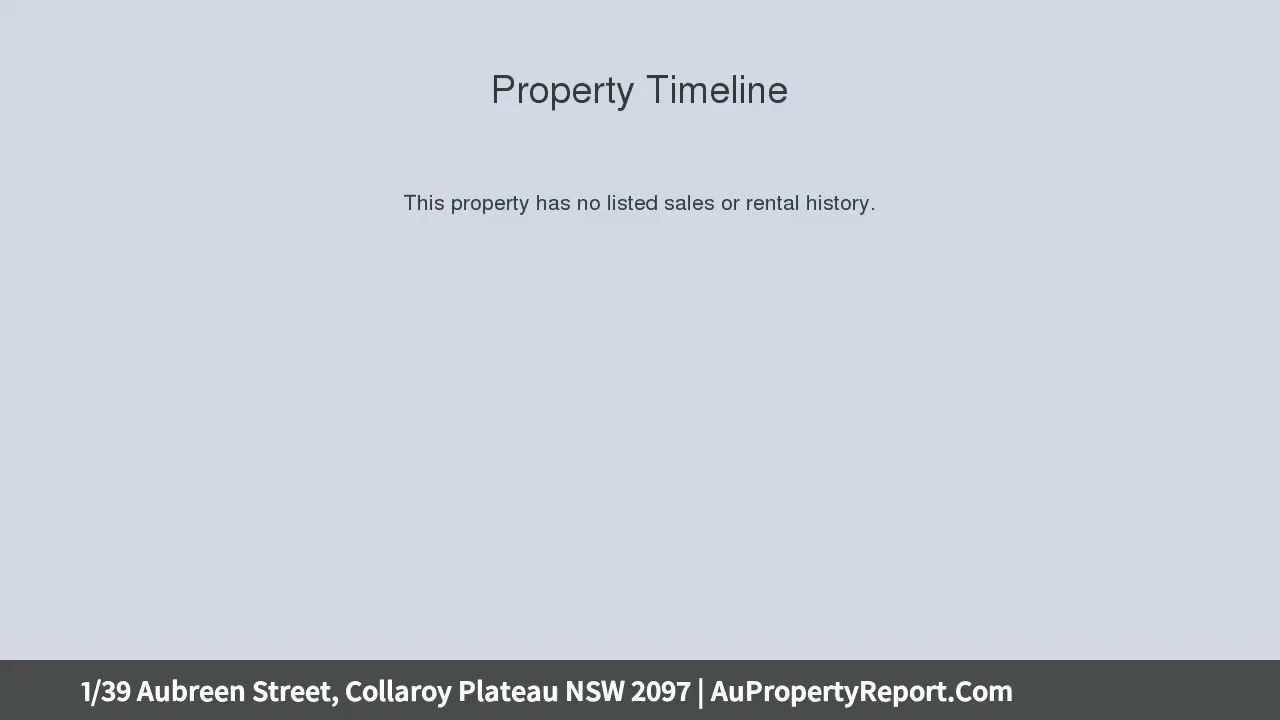 Property Timeline
This property has no listed sales or rental history.
1/39 Aubreen Street, Collaroy Plateau NSW 2097 | AuPropertyReport.Com